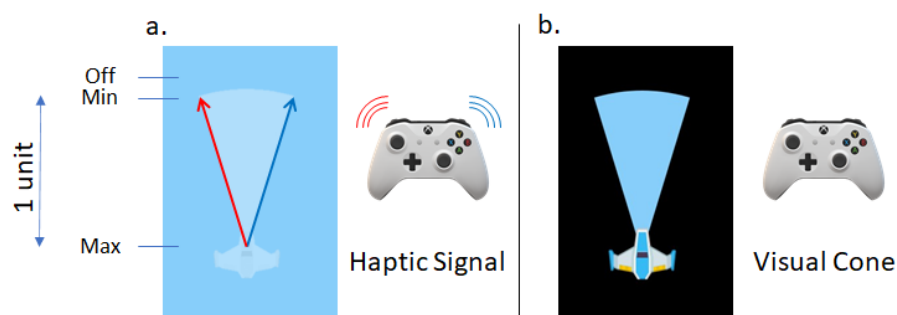 a.
Off
Min
1 unit
Max
Haptic Signal
b.
Visual Cone